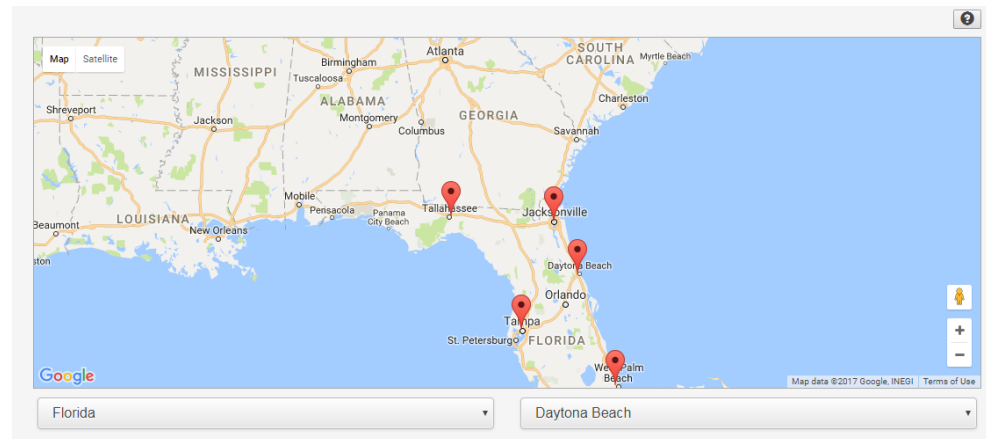 ?
Map Satellite
Atlanta
SOUTH
CAROLINA
Myrtle Beach
Birmingham
MISSISSIPPI
Tuscaloosa
ALABAMA
Charleston
Shreveport
Jackson
Montgomery
GEORGIA
Columbus
Savannah
Mobile
Pensacola
Panama
City Beach
Tallahassee
Jacksonville
Beaumont
LOUISIANA
New Orleans
ston
Daytona Beach
Orlando
Tampa
St. Petersburg
FLORIDA
West Palm
Beach
+
−
Google
Map data ©2017 Google, INEGI Terms of Use
Florida
Daytona Beach